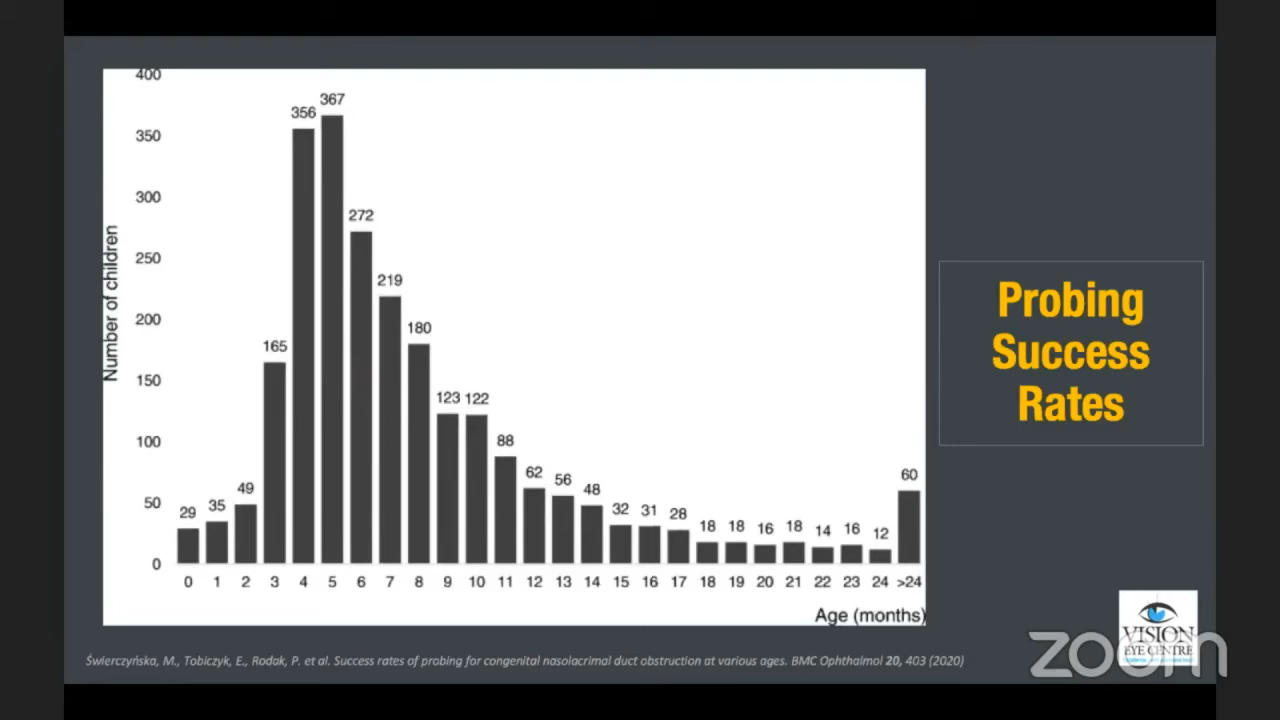 400
350
300
250
200
150
100
50
0
Number of children
29 35 49 165 356 367 272 219 180 123 122 88 62 56 48 32 31 28 18 18 16 18 14 16 12 60
0 1 2 3 4 5 6 7 8 9 10 11 12 13 14 15 16 17 18 19 20 21 22 23 24 >24
Age (months)
Probing
Success
Rates
Świerczyńska, M., Tobiczyk, E., Rodak, P. et al. Success rates of probing for congenital nasolacrimal duct obstruction at various ages. BMC Ophthalmol 20, 403 (2020)
VISION
EYE CENTRE
zoom